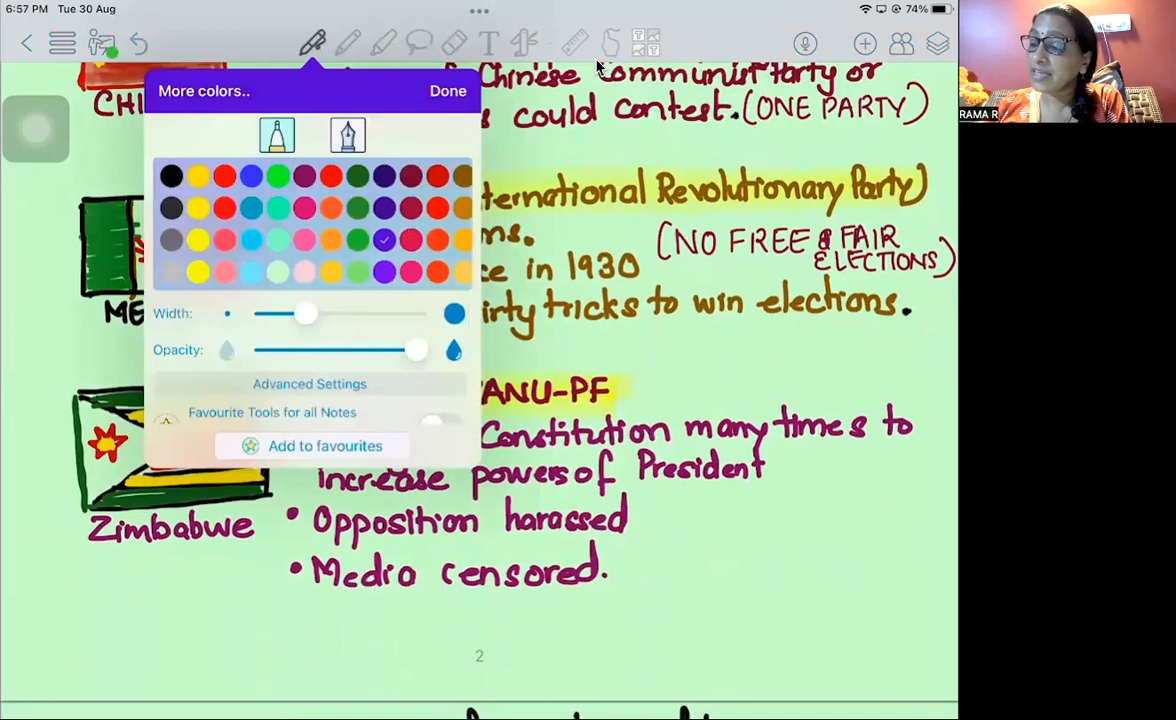 6:57 PM Tue 30 Aug
74%
Chinese Communist Party or
CHI
s could contest. (ONE PARTY)
RAMA R
More colors..
Done
ternational Revolutionary Party)
ms.
(NO FREE & FAIR
ELECTIONS)
ce in 1930
ME
irty tricks to win elections.
Width:
Opacity:
Advanced Settings
Favourite Tools for all Notes
Add to favourites
ANU-PF
Constitution many times to
increase powers of President
Zimbabwe
• Opposition harassed
• Media censored.
2